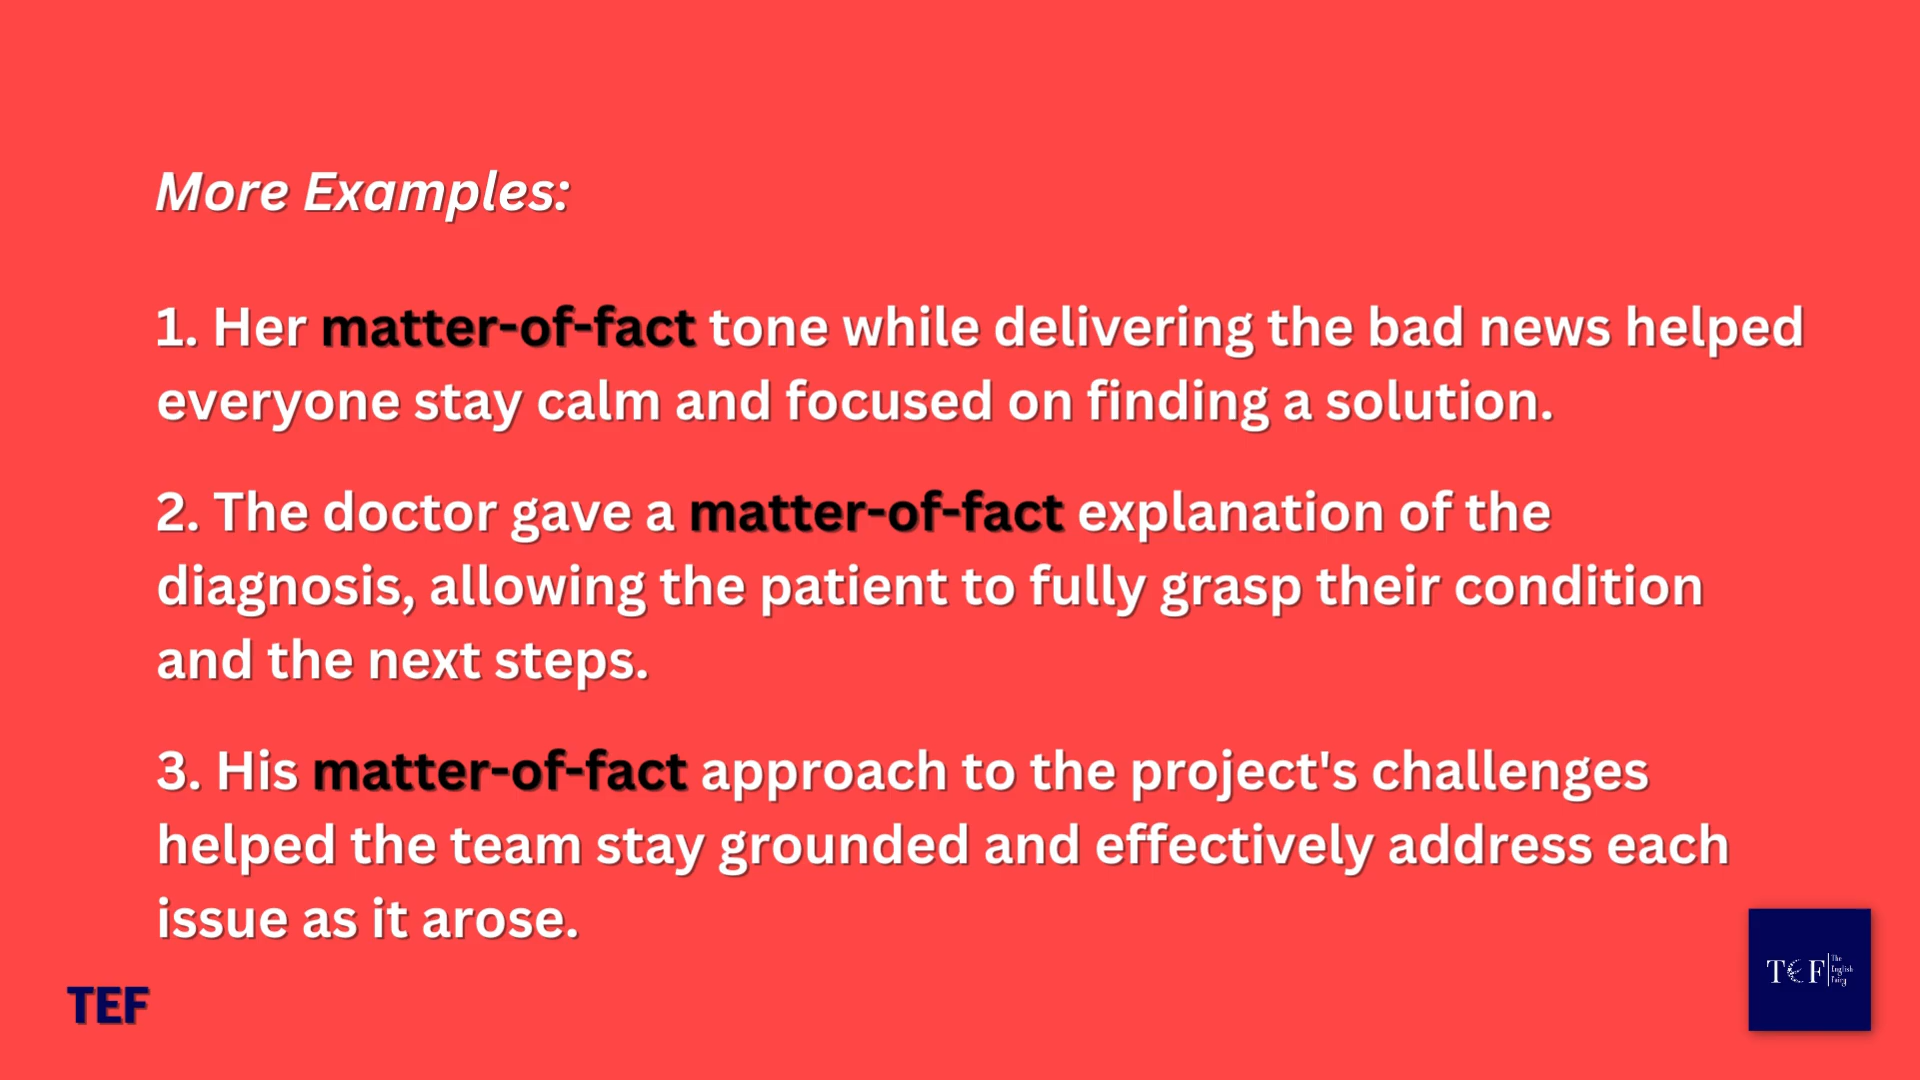 More Examples:
1. Her matter-of-fact tone while delivering the bad news helped
everyone stay calm and focused on finding a solution.
2. The doctor gave a matter-of-fact explanation of the
diagnosis, allowing the patient to fully grasp their condition
and the next steps.
3. His matter-of-fact approach to the project's challenges
helped the team stay grounded and effectively address each
issue as it arose.
TEF
TEF
The
English
Fairy